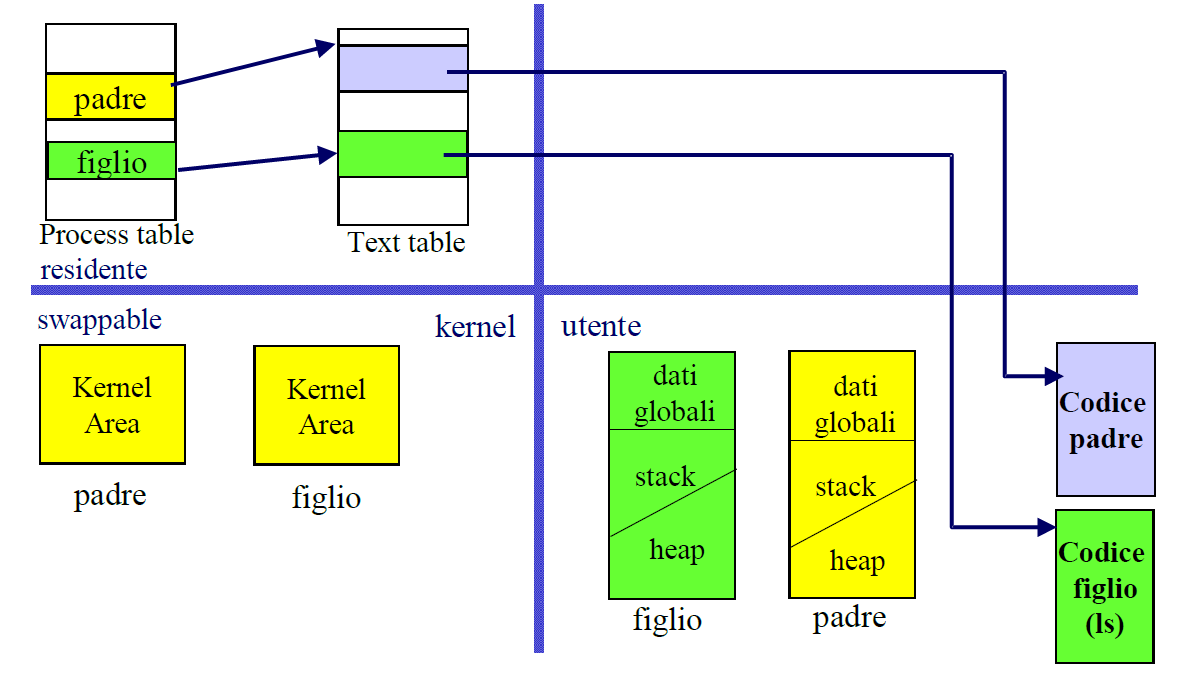 padre
figlio
Process table
residente
Text table
swappable
kernel
utente
Kernel
Area
padre
Kernel
Area
figlio
dati
globali
stack
heap
figlio
dati
globali
stack
heap
padre
Codice
padre
Codice
figlio
(ls)